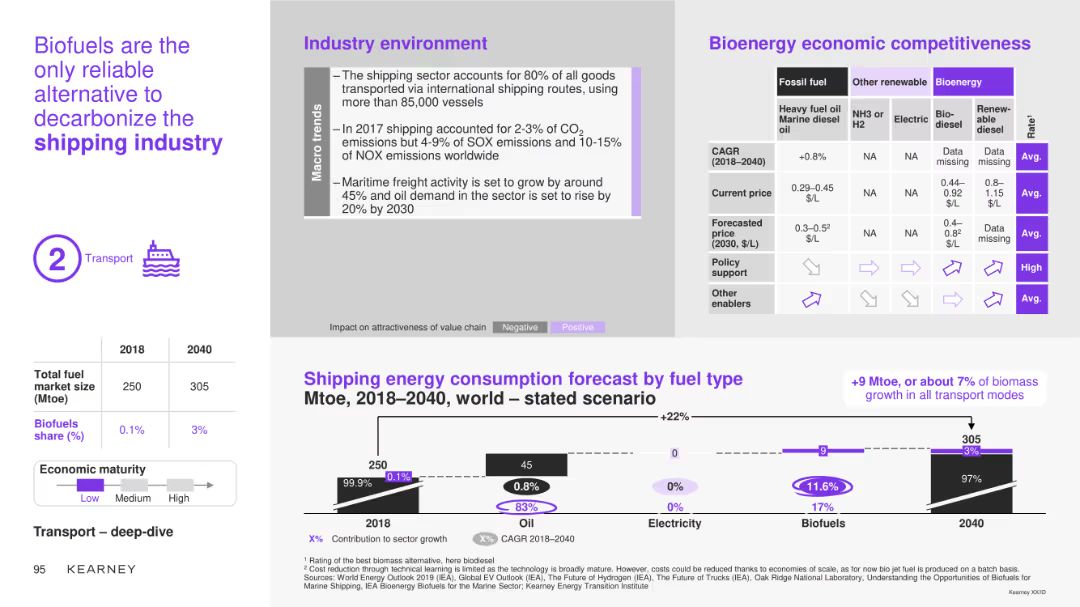 Biofuels are the
only reliable
alternative to
decarbonize the
shipping industry
2
Transport
2018
2040
Total fuel
market size
(Mtoe)
250
305
Biofuels
share (%)
0.1%
3%
Economic maturity
Low
Medium
High
Transport – deep-dive
95
KEARNEY
Industry environment
Macro trends
– The shipping sector accounts for 80% of all goods
transported via international shipping routes, using
more than 85,000 vessels
– In 2017 shipping accounted for 2-3% of CO2
emissions but 4-9% of SOX emissions and 10-15%
of NOX emissions worldwide
– Maritime freight activity is set to grow by around
45% and oil demand in the sector is set to rise by
20% by 2030
Impact on attractiveness of value chain
Negative
Positive
Bioenergy economic competitiveness
Fossil fuel
Other renewable
Bioenergy
Heavy fuel oil
Marine diesel
oil
NH3 or
H2
Electric
Bio-
diesel
Renew-
able
diesel
Rate1
CAGR
(2018–2040)
+0.8%
NA
NA
Data
missing
Data
missing
Avg.
Current price
0.29–0.45
$/L
NA
NA
0.44–
0.92
$/L
0.8–
1.15
$/L
Avg.
Forecasted
price
(2030, $/L)
0.3–0.52
$/L
NA
NA
0.4–
0.82
$/L
Data
missing
Avg.
Policy
support
High
Other
enablers
Avg.
Shipping energy consumption forecast by fuel type
Mtoe, 2018–2040, world – stated scenario
+9 Mtoe, or about 7% of biomass
growth in all transport modes
+22%
250
0.1%
99.9%
45
0.8%
83%
0
0%
0%
9
11.6%
17%
305
3%
97%
2018
Oil
Electricity
Biofuels
2040
X% Contribution to sector growth
X% CAGR 2018–2040
1 Rating of the best biomass alternative, here biodiesel
2 Cost reduction through technical learning is limited as the technology is broadly mature. However, costs could be reduced thanks to economies of scale, as for now bio jet fuel is produced on a batch basis.
Sources: World Energy Outlook 2019 (IEA), Global EV Outlook (IEA), The Future of Hydrogen (IEA), The Future of Trucks (IEA), Oak Ridge National Laboratory, Understanding the Opportunities of Biofuels for
Marine Shipping, IEA Bioenergy Biofuels for the Marine Sector; Kearney Energy Transition Institute
Kearney XX/ID